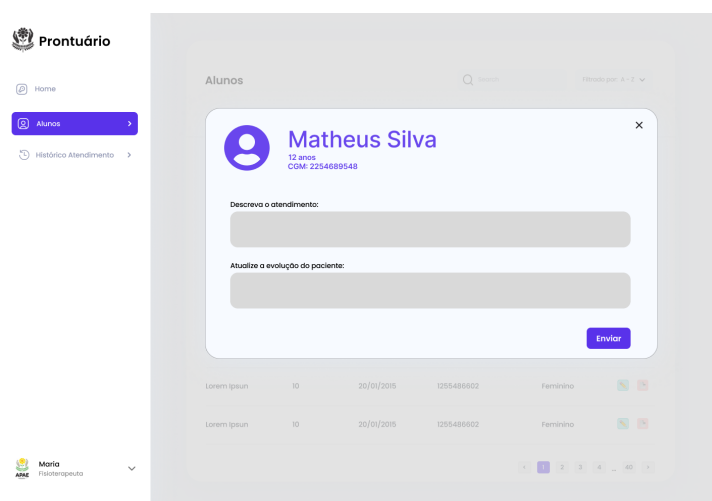 Prontuário
Home
Alunos
Histórico Atendimento
Maria
Fisioterapeuta
APAE
Alunos
Search
Filtrado por: A-Z
Matheus Silva
12 anos
CGM: 2254689548
Descreva o atendimento:
Atualize a evolução do paciente:
Enviar
Lorem Ipsun 10 20/01/2015 1255486602 Feminino
Lorem Ipsun 10 20/01/2015 1255486602 Feminino
< 1 2 3 4 ... 40 >